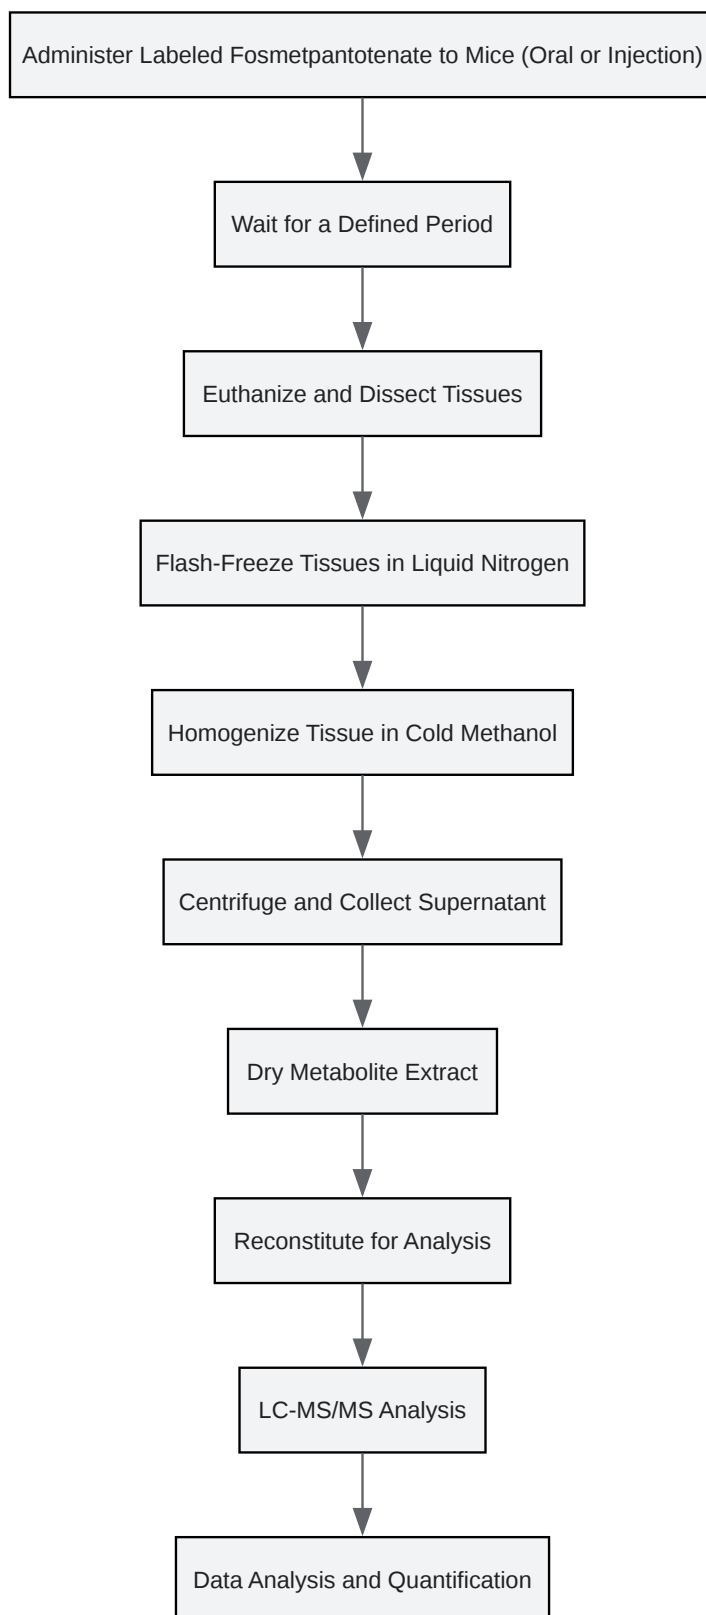 Administer Labeled Fosmetpantotenate to Mice (Oral or Injection)
Wait for a Defined Period
Euthanize and Dissect Tissues
Flash-Freeze Tissues in Liquid Nitrogen
Homogenize Tissue in Cold Methanol
Centrifuge and Collect Supernatant
Dry Metabolite Extract
Reconstitute for Analysis
LC-MS/MS Analysis
Data Analysis and Quantification